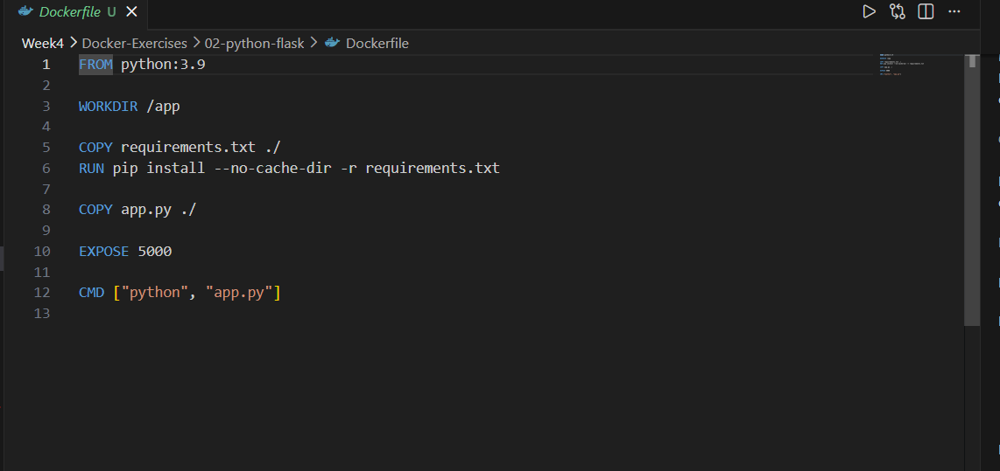 Dockerfile U
Week4 > Docker-Exercises > 02-python-flask > Dockerfile
1 FROM python:3.9
2
3 WORKDIR /app
4
5 COPY requirements.txt ./
6 RUN pip install --no-cache-dir -r requirements.txt
7
8 COPY app.py ./
9
10 EXPOSE 5000
11
12 CMD ["python", "app.py"]
13